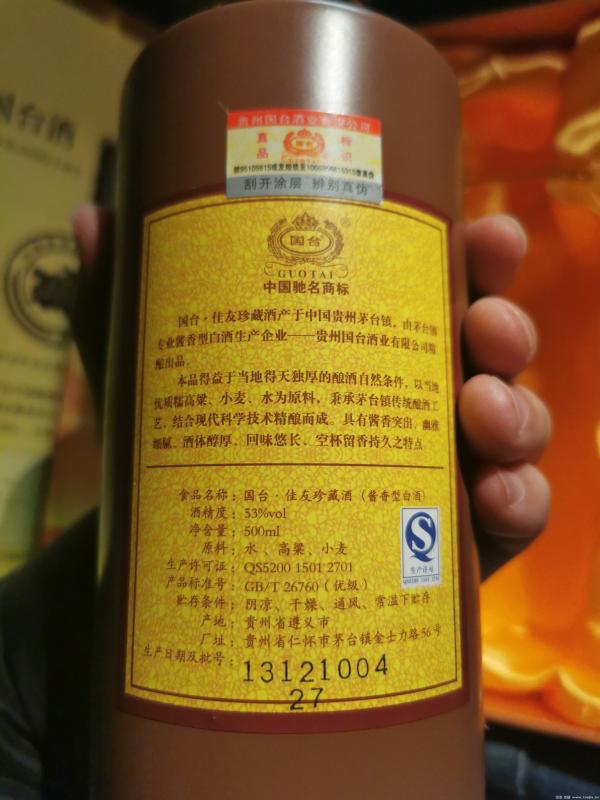 国台酒
贵州国台酒业有限公司
真品
国台
标识
刮开涂层 辨别真伪
国台
®
GUOTAI
中国驰名商标
国台·佳友珍藏酒产于中国贵州茅台镇,由茅台镇
专业酱香型白酒生产企业——贵州国台酒业有限公司精
酿出品。
本品得益于当地得天独厚的酿酒自然条件,以当地
优质糯高粱、小麦、水为原料,秉承茅台镇传统酿酒工
艺,结合现代科学技术精酿而成。具有酱香突出、幽雅
细腻、酒体醇厚、回味悠长、空杯留香持久之特点
食品名称:国台·佳友珍藏酒(酱香型白酒)
酒精度:53%vol
净含量:500ml
原料:水、高粱、小麦
生产许可证:QS5200 1501 2701
产品标准号:GB/T 26760(优级)
贮存条件:阴凉、干燥、通风、常温下贮存
产地:贵州省遵义市
厂址:贵州省仁怀市茅台镇金士力路56号
生产日期及批号:
13121004
27
QS
生产许可
QS5200 1501 2701